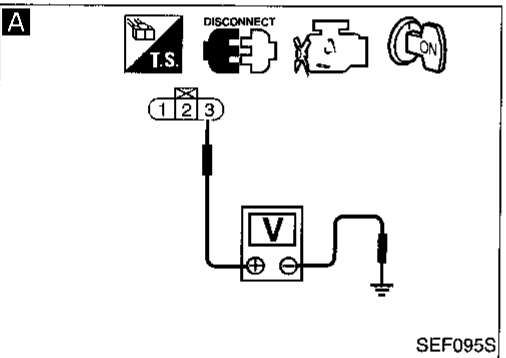 A
DISCONNECT
T.S.
ON
1 2 3
V
SEF095S